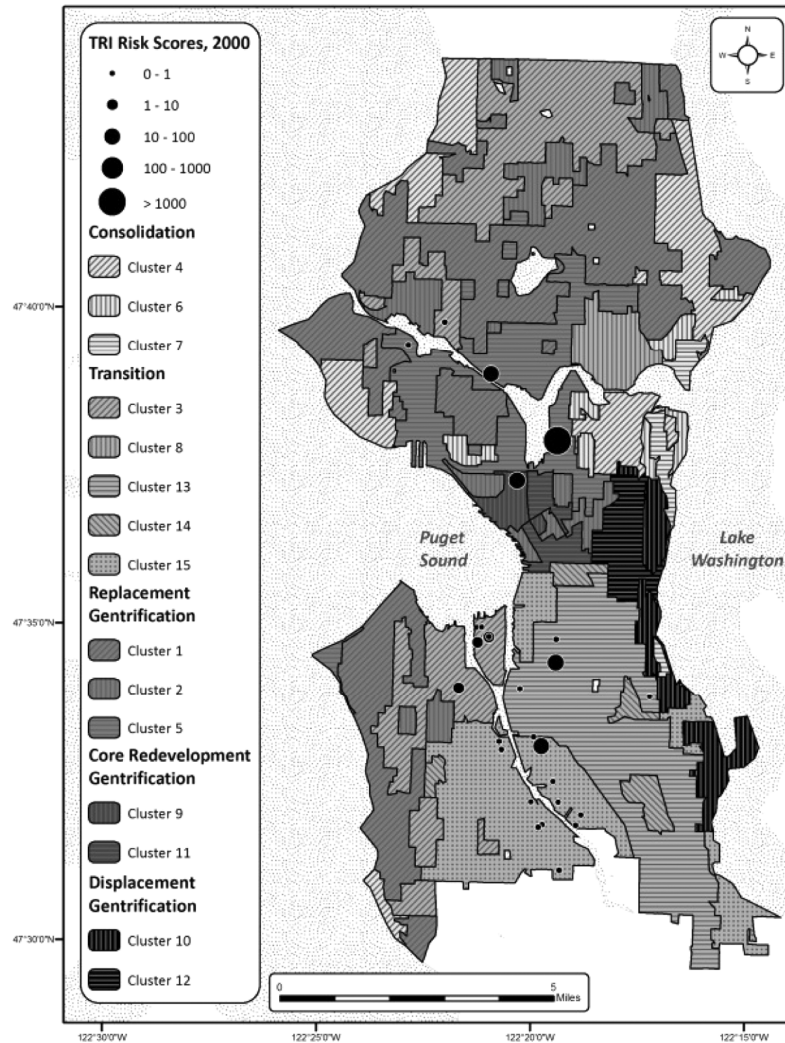 TRI Risk Scores, 2000
0 - 1
1 - 10
10 - 100
100 - 1000
> 1000
Consolidation
Cluster 4
Cluster 6
Cluster 7
Transition
Cluster 3
Cluster 8
Cluster 13
Cluster 14
Cluster 15
Replacement
Gentrification
Cluster 1
Cluster 2
Cluster 5
Core Redevelopment
Gentrification
Cluster 9
Cluster 11
Displacement
Gentrification
Cluster 10
Cluster 12
N
W E
S
Puget
Sound
Lake
Washington
47°40'0"N
47°35'0"N
47°30'0"N
0 5
Miles
122°30'0"W 122°25'0"W 122°20'0"W 122°15'0"W